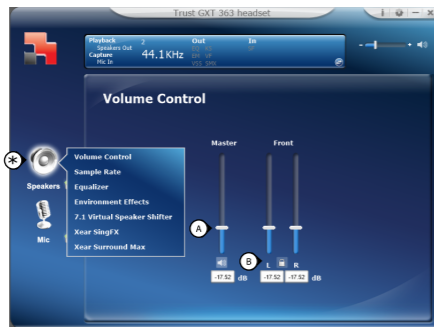 Trust GXT 363 headset
i
Playback 2 Out In
Speakers Out
Capture 44.1KHz
Mic In
Volume Control
Master Front
Volume Control
Sample Rate
Speakers Equalizer
Environment Effects
7.1 Virtual Speaker Shifter
Mic Xear SingFX
Xear Surround Max
A
B
L R
-17.52 dB -17.52 -17.52 dB